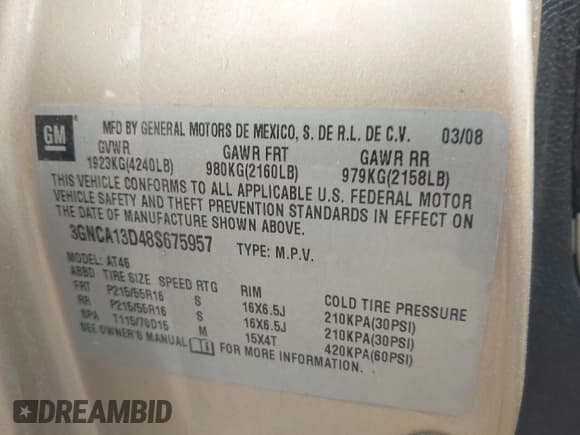 GM
MFD BY GENERAL MOTORS DE MEXICO, S. DE R.L. DE C.V. 03/08
GVWR GAWR FRT GAWR RR
1923KG(4240LB) 980KG(2160LB) 979KG(2158LB)
THIS VEHICLE CONFORMS TO ALL APPLICABLE U.S. FEDERAL MOTOR
VEHICLE SAFETY AND THEFT PREVENTION STANDARDS IN EFFECT ON
THE DATE OF MANUFACTURE SHOWN ABOVE.
3GNCA13D48S675957 TYPE: M.P.V.
MODEL: AT46
ABBD TIRE SIZE SPEED RTG RIM COLD TIRE PRESSURE
FRT P215/55R16 S 16X6.5J 210KPA(30PSI)
RR P215/55R16 S 16X6.5J 210KPA(30PSI)
SPA T115/70D15 M 15X4T 420KPA(60PSI)
SEE OWNER'S MANUAL FOR MORE INFORMATION.
DREAMBID